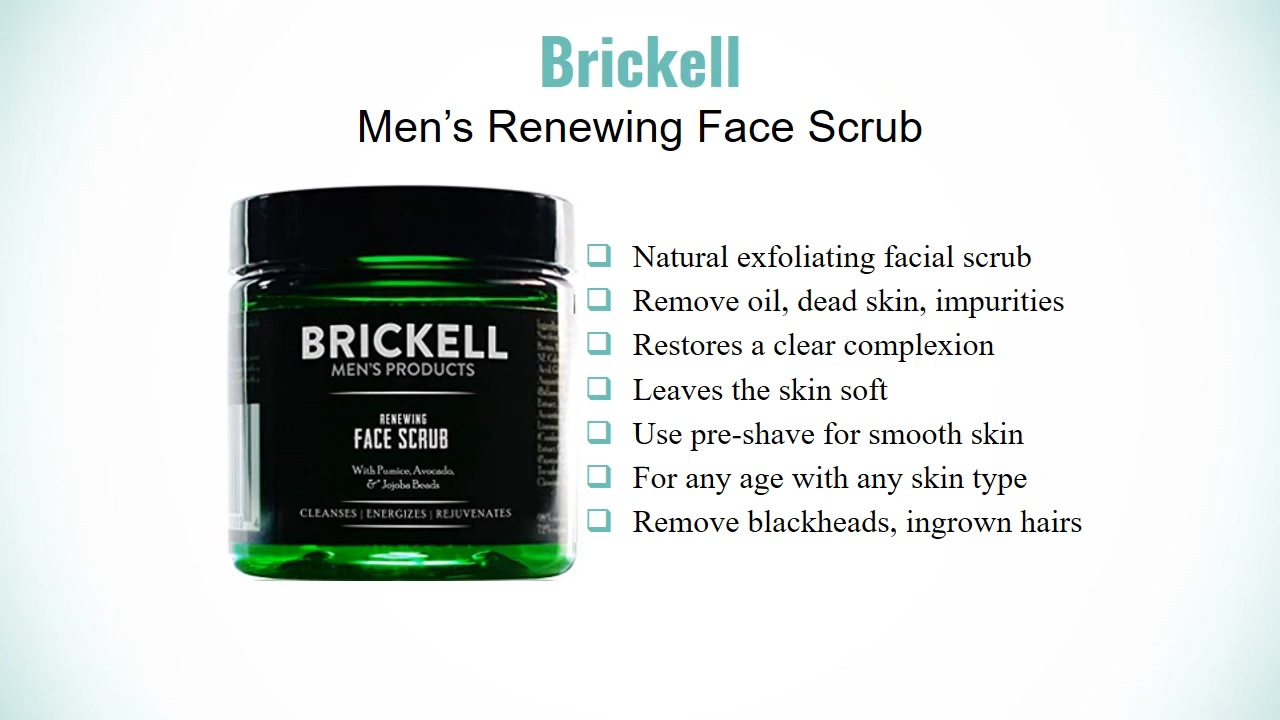 Brickell
Men’s Renewing Face Scrub
BRICKELL
MEN'S PRODUCTS
RENEWING
FACE SCRUB
With Pumice, Avocado,
& Jojoba Beads
CLEANSES | ENERGIZES | REJUVENATES
Natural exfoliating facial scrub
Remove oil, dead skin, impurities
Restores a clear complexion
Leaves the skin soft
Use pre-shave for smooth skin
For any age with any skin type
Remove blackheads, ingrown hairs